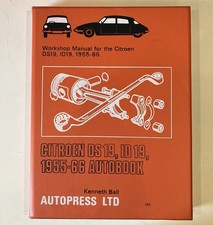 Workshop Manual for the Citroen
DS19, ID19, 1955-66
CITROEN DS 19, ID 19,
1955-66 AUTOBOOK
Kenneth Ball
AUTOPRESS LTD